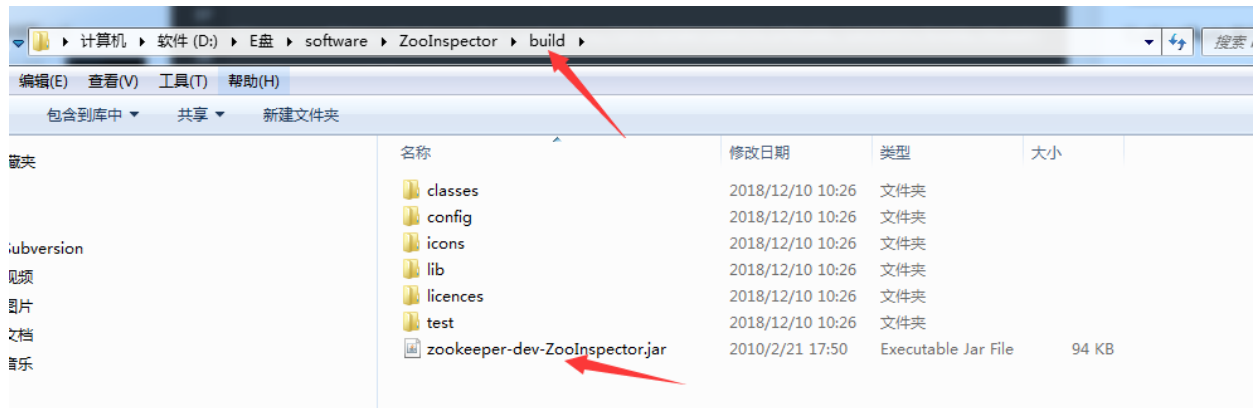 计算机 软件 (D:) E盘 software ZooInspector build 搜索
编辑(E) 查看(V) 工具(T) 帮助(H)
包含到库中 共享 新建文件夹
名称 修改日期 类型 大小
藏夹
classes 2018/12/10 10:26 文件夹
config 2018/12/10 10:26 文件夹
icons 2018/12/10 10:26 文件夹
Subversion
lib 2018/12/10 10:26 文件夹
视频
licences 2018/12/10 10:26 文件夹
图片
test 2018/12/10 10:26 文件夹
文档
zookeeper-dev-ZooInspector.jar 2010/2/21 17:50 Executable Jar File 94 KB
音乐